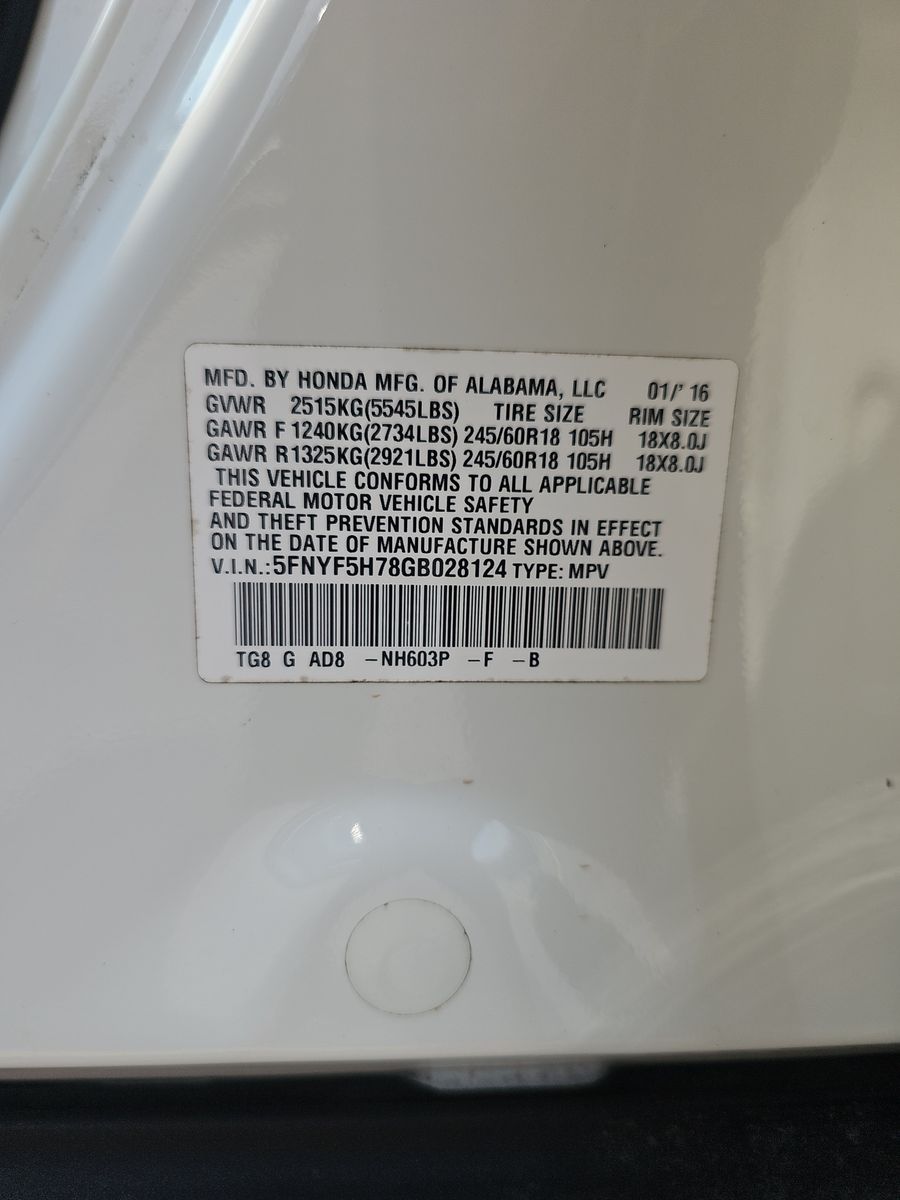 MFD. BY HONDA MFG. OF ALABAMA, LLC 01/' 16
GVWR 2515KG(5545LBS) TIRE SIZE RIM SIZE
GAWR F 1240KG(2734LBS) 245/60R18 105H 18X8.0J
GAWR R 1325KG(2921LBS) 245/60R18 105H 18X8.0J
THIS VEHICLE CONFORMS TO ALL APPLICABLE
FEDERAL MOTOR VEHICLE SAFETY
AND THEFT PREVENTION STANDARDS IN EFFECT
ON THE DATE OF MANUFACTURE SHOWN ABOVE.
V.I.N.: 5FNYF5H78GB028124 TYPE: MPV
TG8 G AD8 –NH603P –F –B